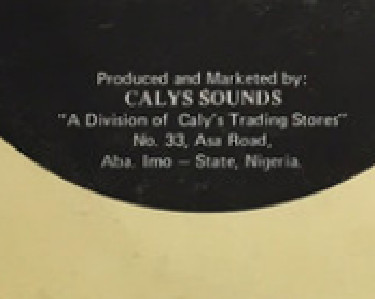 Produced and Marketed by:
CALYS SOUNDS
"A Division of Caly's Trading Stores"
No. 33, Asa Road,
Aba. Imo — State, Nigeria.